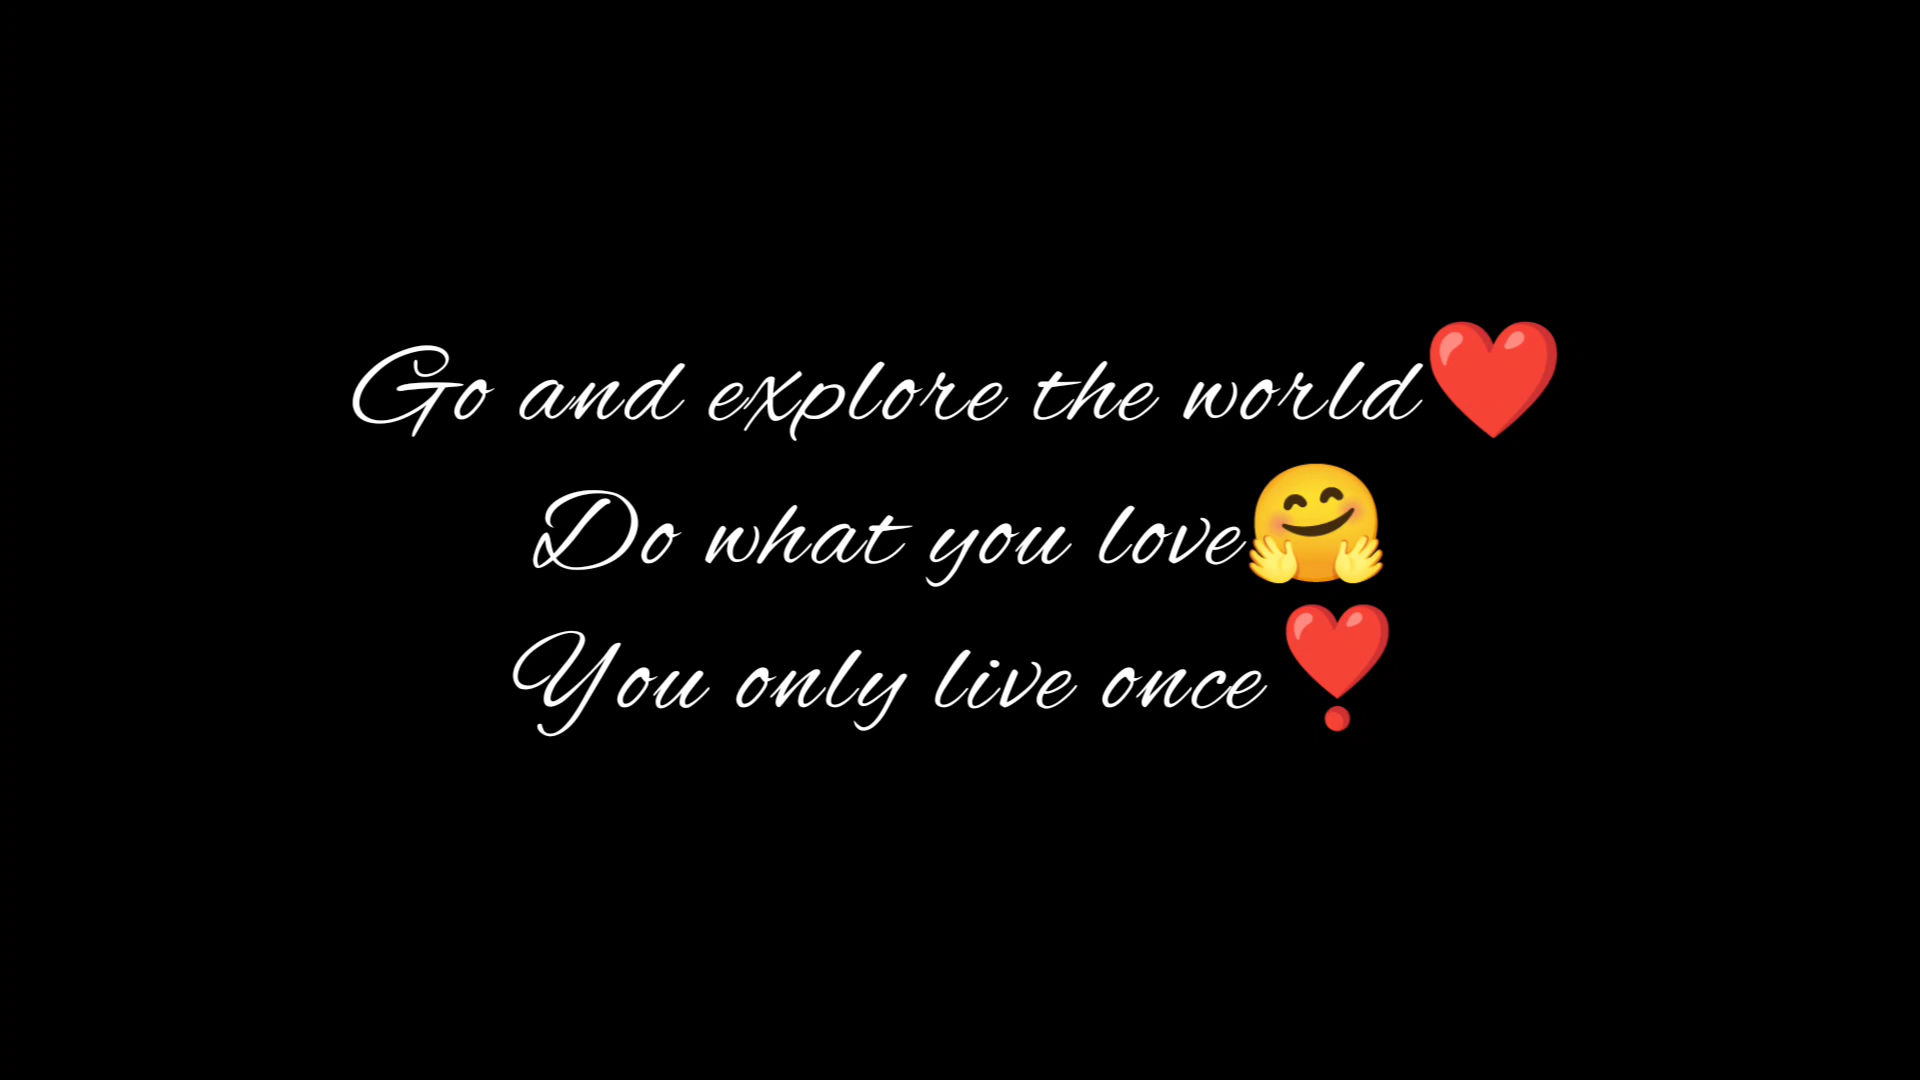 Go and explore the world❤️
Do what you love🤗
You only live once❣️